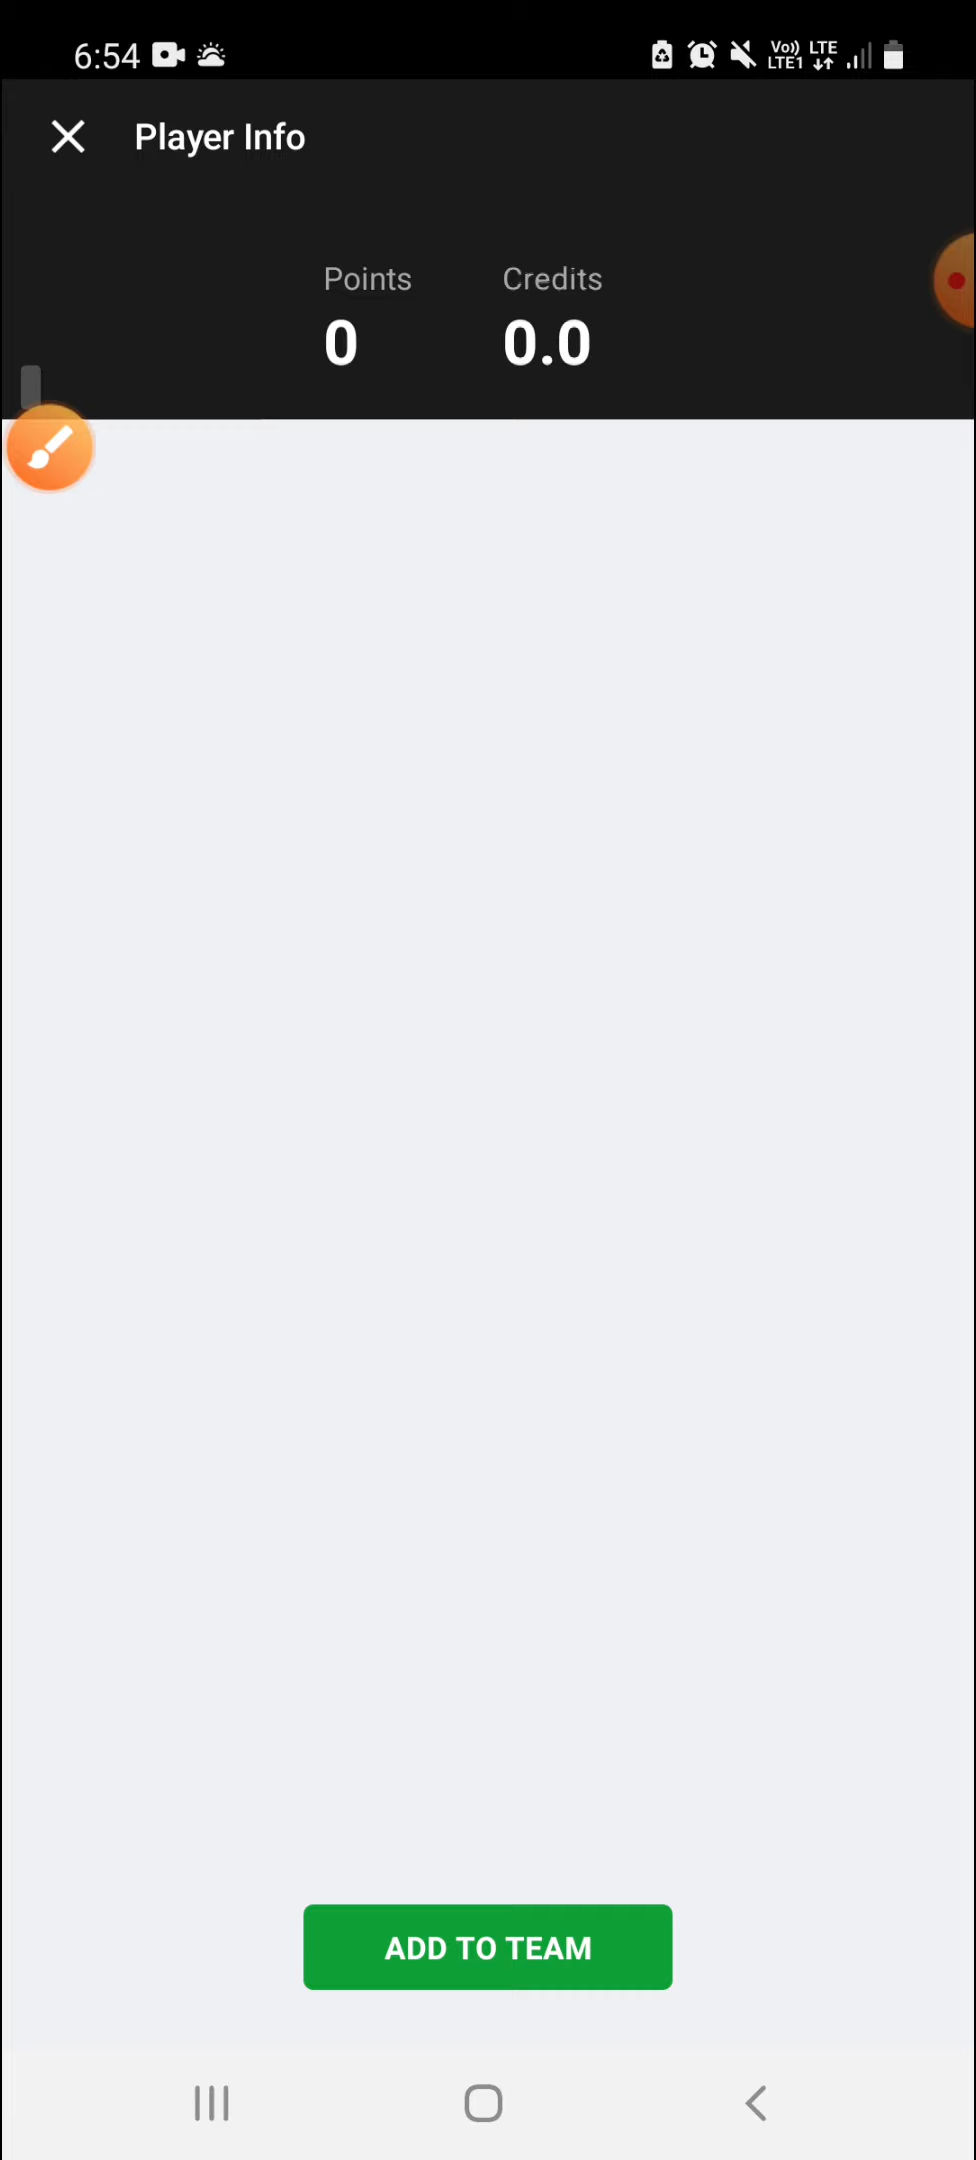 6:54
Vo)) LTE
LTE1
Player Info
Points Credits
0 0.0
ADD TO TEAM